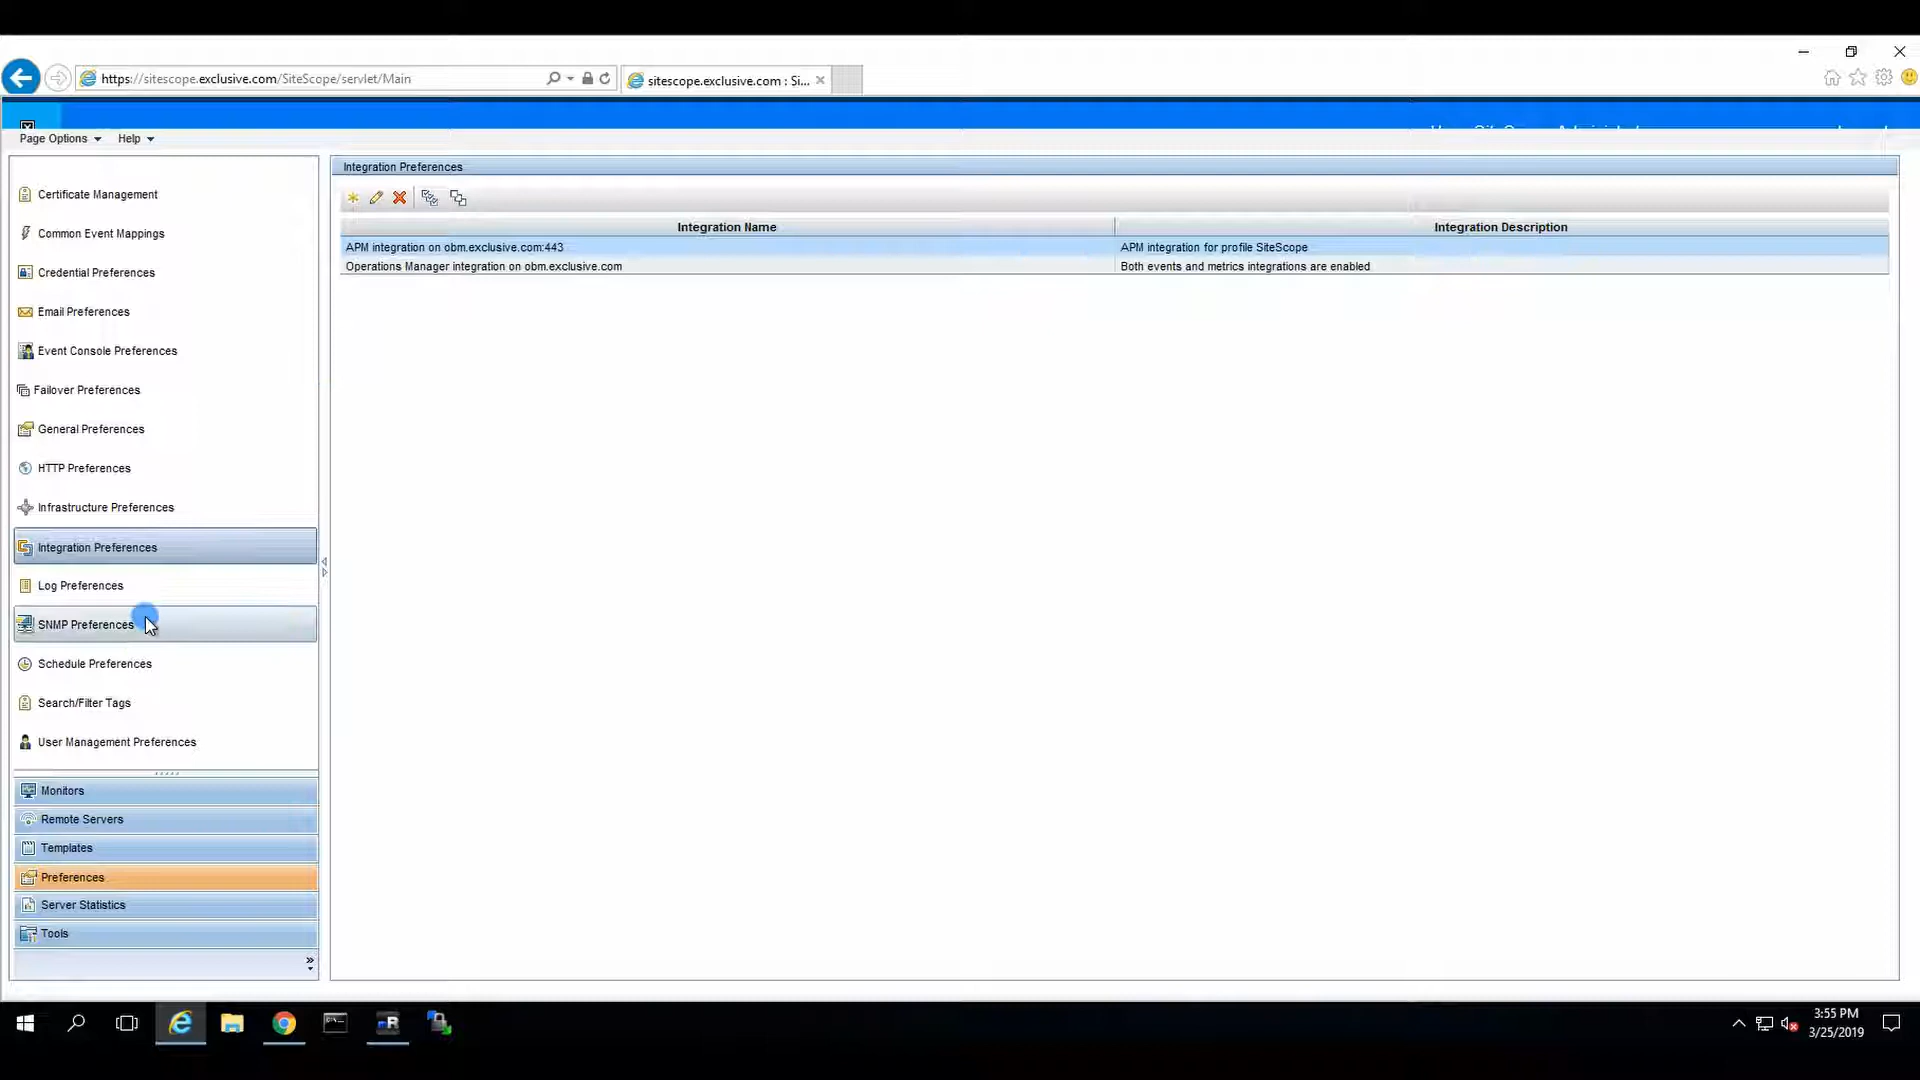 https://sitescope.exclusive.com/SiteScope/servlet/Main
sitescope.exclusive.com : Si...
Page Options
Help
Integration Preferences
Certificate Management
Common Event Mappings
Credential Preferences
Email Preferences
Event Console Preferences
Failover Preferences
General Preferences
HTTP Preferences
Infrastructure Preferences
Integration Preferences
Log Preferences
SNMP Preferences
Schedule Preferences
Search/Filter Tags
User Management Preferences
Monitors
Remote Servers
Templates
Preferences
Server Statistics
Tools
Integration Name Integration Description
APM integration on obm.exclusive.com:443 APM integration for profile SiteScope
Operations Manager integration on obm.exclusive.com Both events and metrics integrations are enabled
3:55 PM
3/25/2019